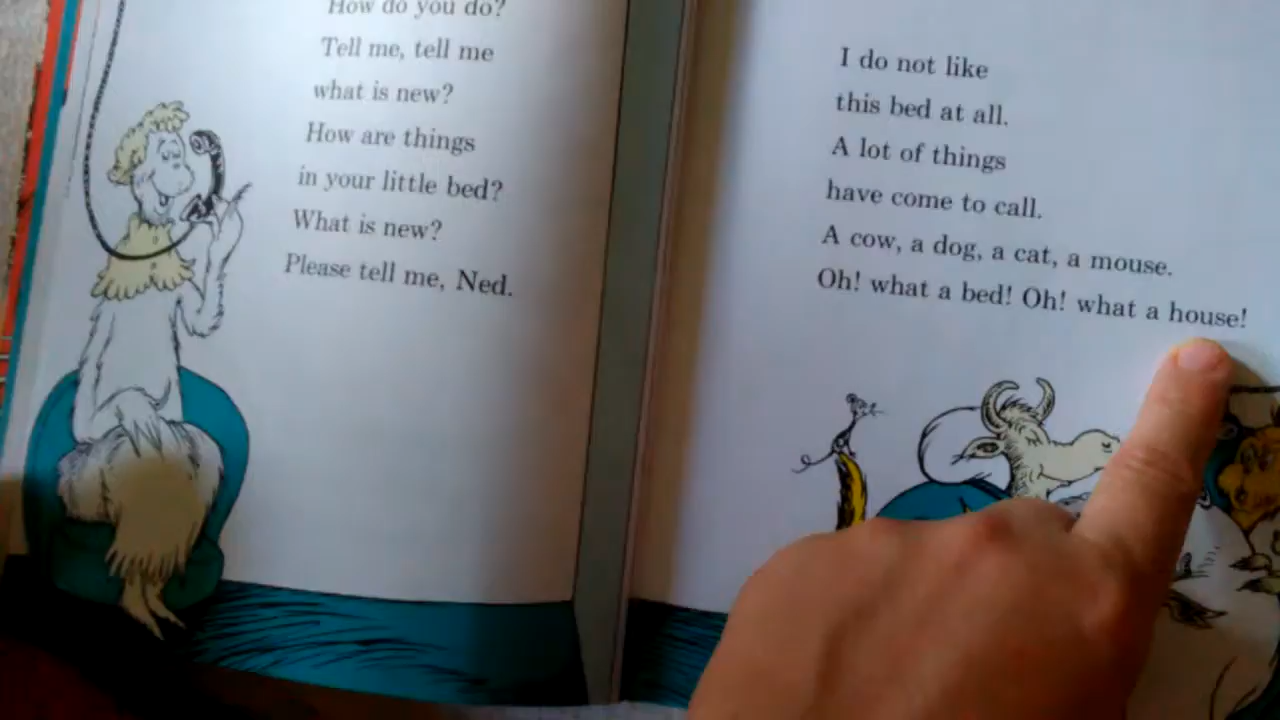 How do you do?
Tell me, tell me
what is new?
How are things
in your little bed?
What is new?
Please tell me, Ned.
I do not like
this bed at all.
A lot of things
have come to call.
A cow, a dog, a cat, a mouse.
Oh! what a bed! Oh! what a house!